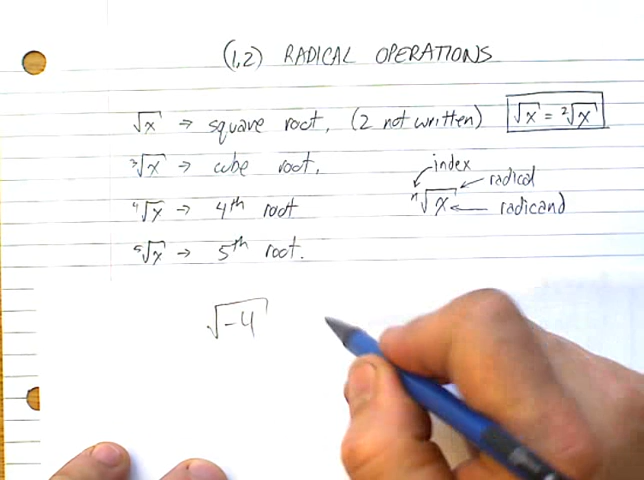 (1,2) RADICAL OPERATIONS
√x → square root, (2 not written) √x = ²√x
³√x → cube root,
index
radical
⁴√x → 4th root
ⁿ√x ← radicand
⁵√x → 5th root.
√-4